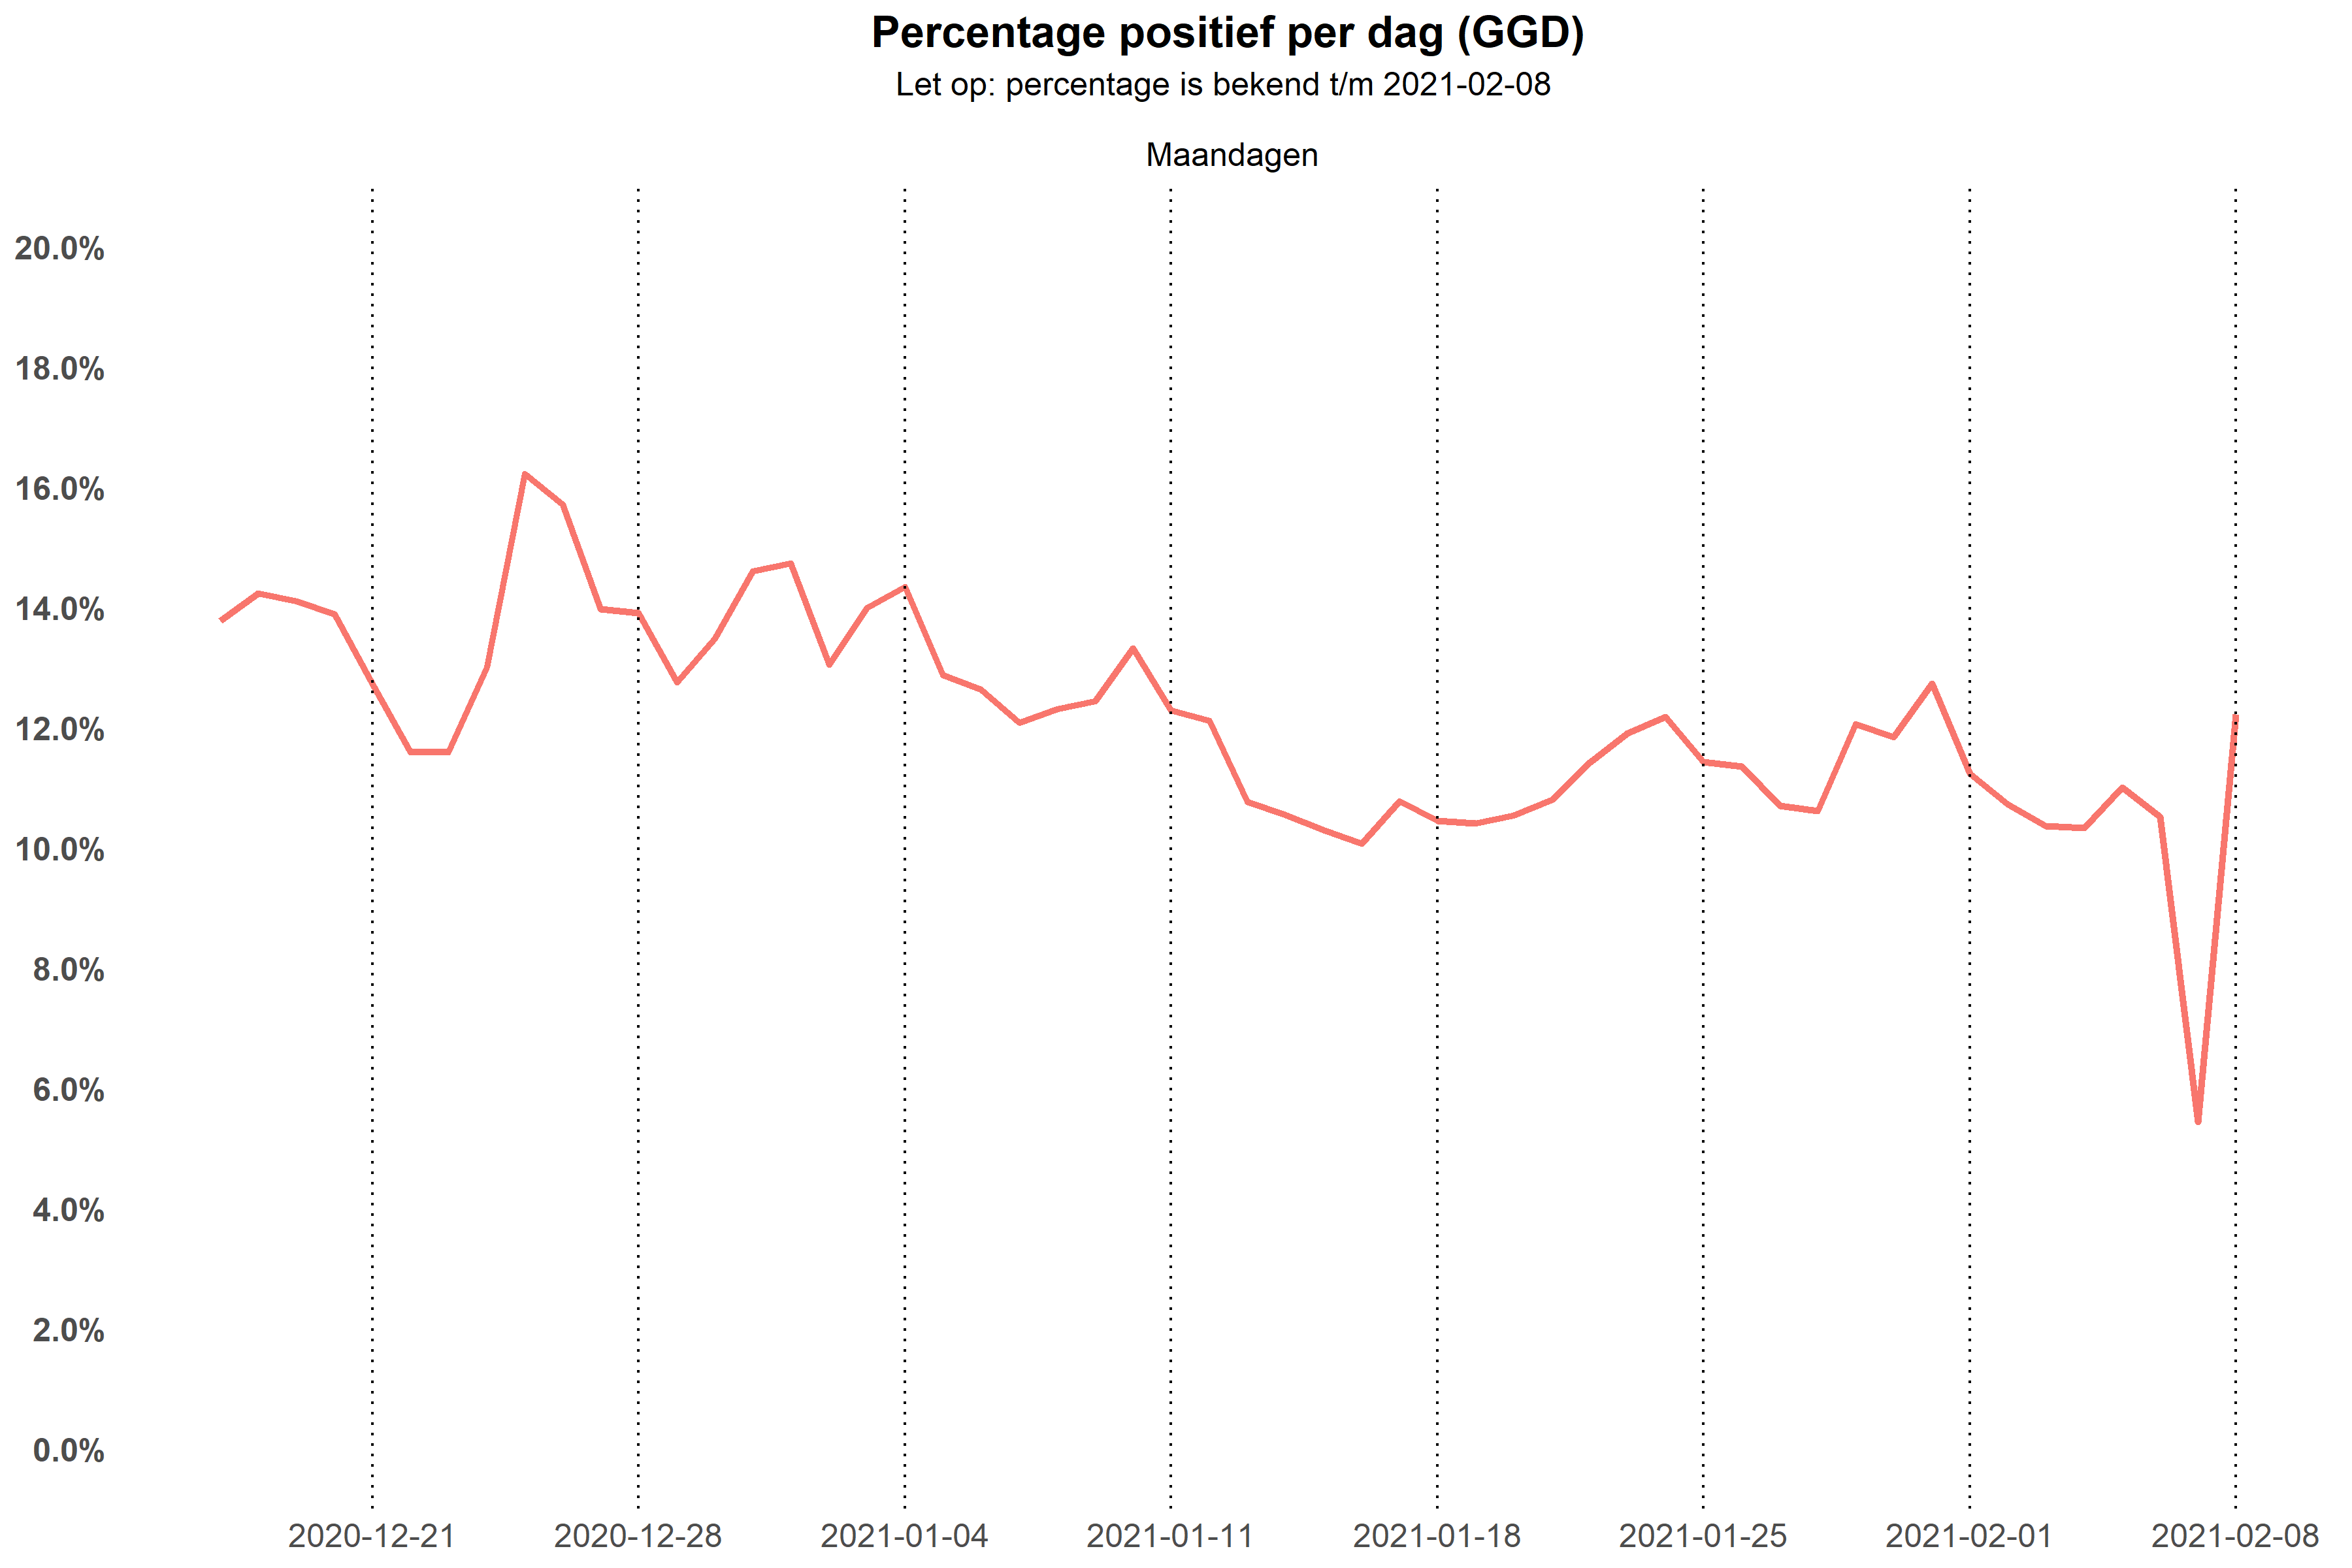 Percentage positief per dag (GGD)
Let op: percentage is bekend t/m 2021-02-08
Maandagen
20.0%
18.0%
16.0%
14.0%
12.0%
10.0%
8.0%
6.0%
4.0%
2.0%
0.0%
2020-12-21 2020-12-28 2021-01-04 2021-01-11 2021-01-18 2021-01-25 2021-02-01 2021-02-08